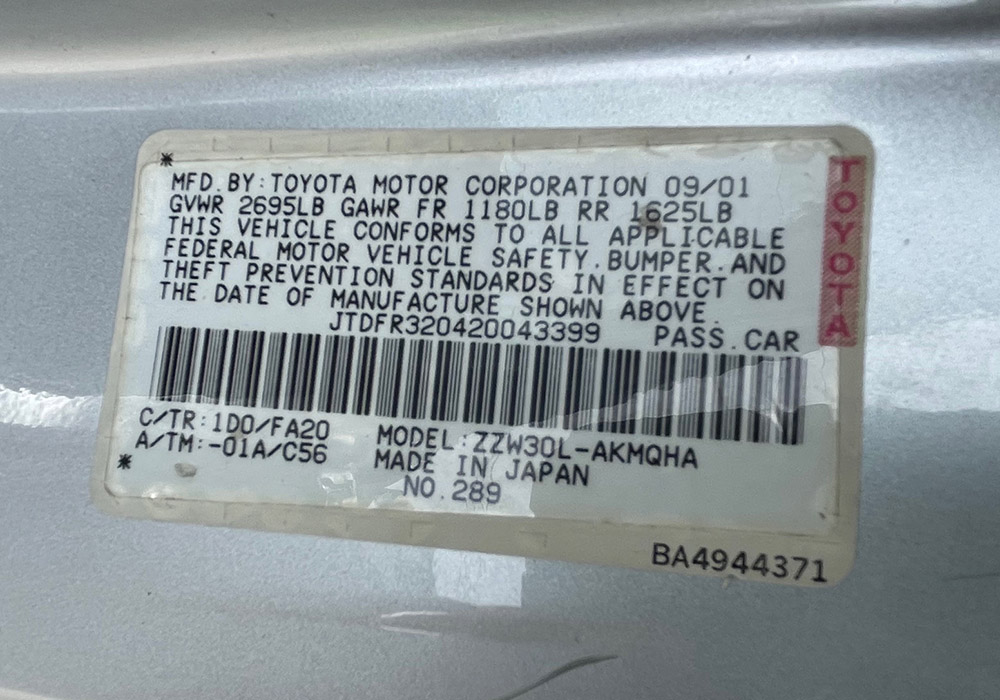 MFD. BY: TOYOTA MOTOR CORPORATION 09/01
GVWR 2695LB GAWR FR 1180LB RR 1625LB
THIS VEHICLE CONFORMS TO ALL APPLICABLE
FEDERAL MOTOR VEHICLE SAFETY. BUMPER. AND
THEFT PREVENTION STANDARDS IN EFFECT ON
THE DATE OF MANUFACTURE SHOWN ABOVE.
JTDFR320420043399 PASS. CAR
C/TR: 1D0/FA20 MODEL: ZZW30L-AKMQHA
A/TM:-01A/C56 MADE IN JAPAN
NO. 289
TOYOTA
BA4944371